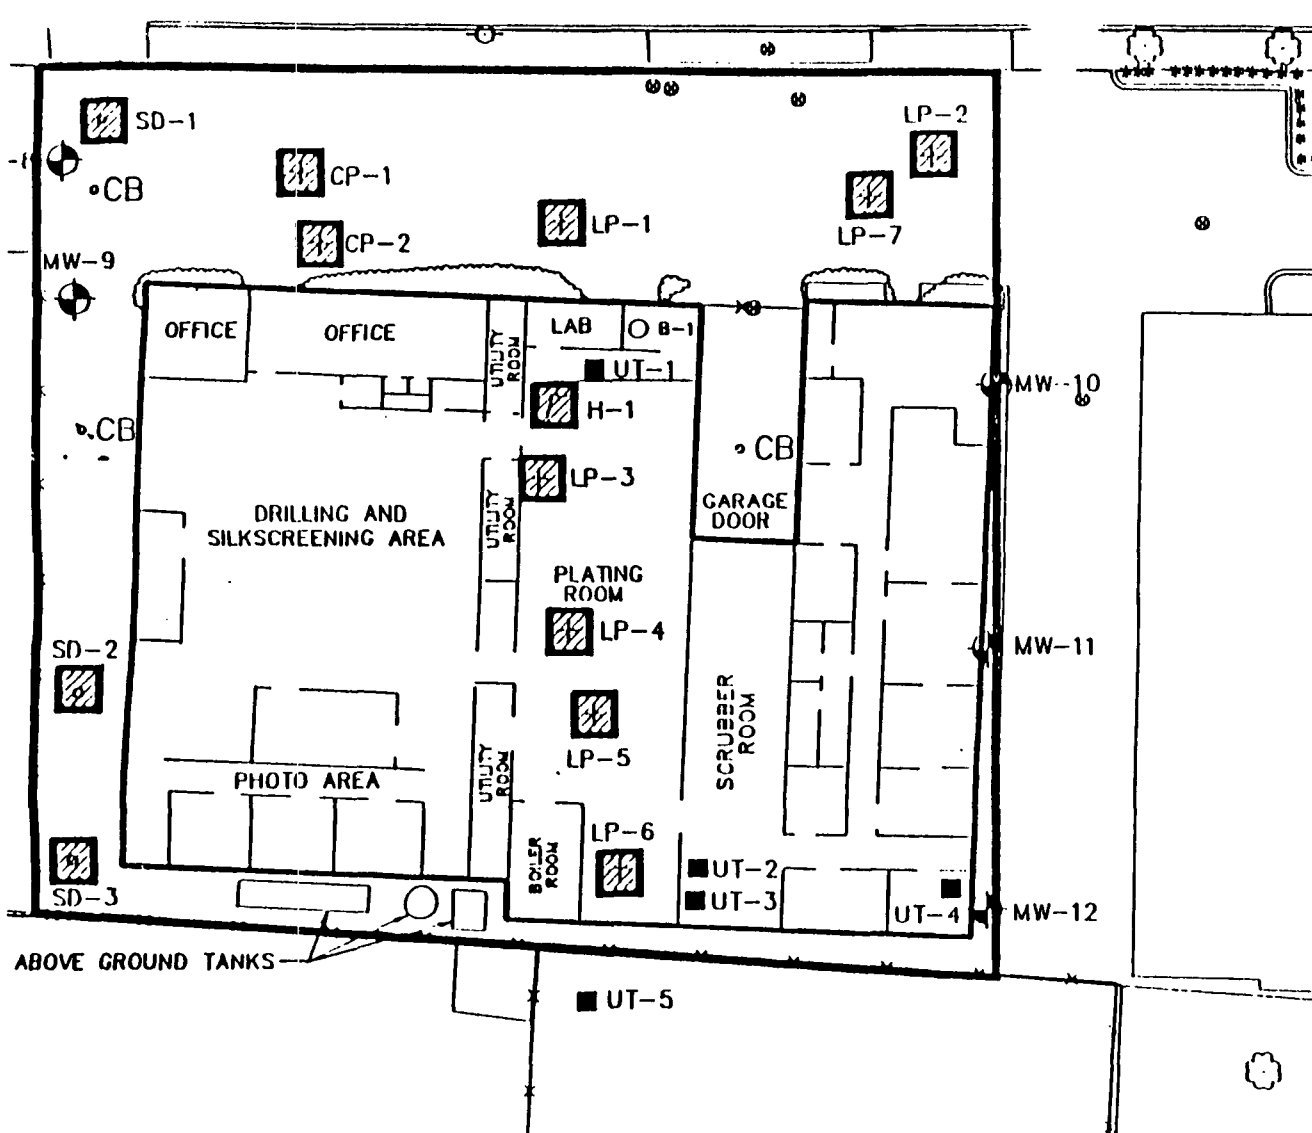 SD-1
LP-2
CB
CP-1
LP-1
LP-7
CP-2
MW-9
OFFICE
OFFICE
UTILITY
ROOM
LAB
B-1
UT-1
H-1
MW-10
CB
CB
LP-3
GARAGE
DOOR
DRILLING AND
SILKSCREENING AREA
UTILITY
ROOM
PLATING
ROOM
LP-4
MW-11
SD-2
SCRUBBER
ROOM
LP-5
UTILITY
ROOM
PHOTO AREA
LP-6
BOILER
ROOM
UT-2
UT-3
UT-4
MW-12
SD-3
ABOVE GROUND TANKS
UT-5